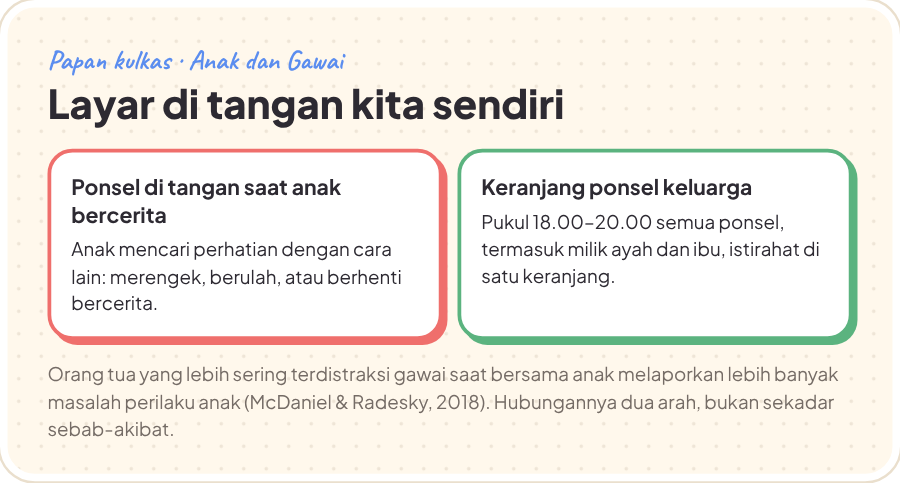 Papan kulkas · Anak dan Gawai
Layar di tangan kita sendiri
Ponsel di tangan saat anak
bercerita
Anak mencari perhatian dengan cara
lain: merengek, berulah, atau berhenti
bercerita.
Keranjang ponsel keluarga
Pukul 18.00–20.00 semua ponsel,
termasuk milik ayah dan ibu, istirahat di
satu keranjang.
Orang tua yang lebih sering terdistraksi gawai saat bersama anak melaporkan lebih banyak
masalah perilaku anak (McDaniel & Radesky, 2018). Hubungannya dua arah, bukan sekadar
sebab-akibat.